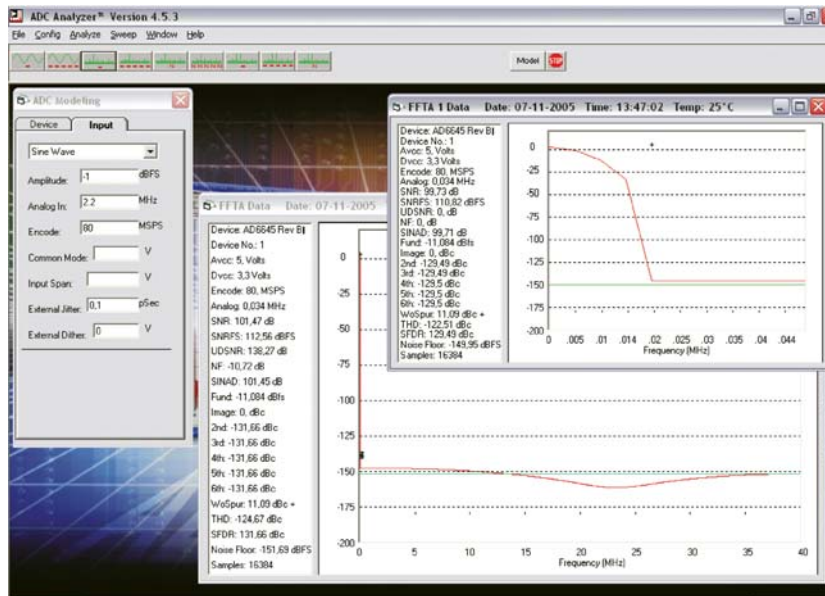 ADC Analyzer® Version 4.5.3
File Config Analyze Sweep Window Help
Model STOP
ADC Modeling
Device Input
Sine Wave
Amplitude: -1 dBFS
Analog In: 2.2 MHz
Encode: 80 MSPS
Common Mode: V
Input Span: V
External Jitter: 0,1 pSec
External Dither: 0 V
FFTA Data Date: 07-11-2005
Device: AD6645 Rev B
Device No.: 1
Avcc: 5, Volts
Dvcc: 3,3 Volts
Encode: 80, MSPS
Analog: 0,034 MHz
SNR: 101,47 dB
SNRFS: 112,56 dBFS
UDSNR: 138,27 dB
NF: -10,72 dB
SINAD: 101,45 dB
Fund: -11,084 dBfs
Image: 0, dBc
2nd: -131,66 dBc
3rd: -131,66 dBc
4th: -131,66 dBc
5th: -131,66 dBc
6th: -131,66 dBc
WoSpur: 11,09 dBc +
THD: -124,67 dBc
SFDR: 131,66 dBc
Noise Floor: -151,69 dBFS
Samples: 16384
0
-25
-50
-75
-100
-125
-150
-175
-200
0 5 10 15 20 25 30 35 40
Frequency (MHz)
FFTA 1 Data Date: 07-11-2005 Time: 13:47:02 Temp: 25°C
Device: AD6645 Rev B
Device No.: 1
Avcc: 5, Volts
Dvcc: 3,3 Volts
Encode: 80, MSPS
Analog: 0,034 MHz
SNR: 99,73 dB
SNRFS: 110,82 dBFS
UDSNR: 0, dB
NF: 0, dB
SINAD: 99,71 dB
Fund: -11,084 dBfs
Image: 0, dBc
2nd: -129,49 dBc
3rd: -129,49 dBc
4th: -129,5 dBc
5th: -129,5 dBc
6th: -129,5 dBc
WoSpur: 11,09 dBc +
THD: -122,51 dBc
SFDR: 129,49 dBc
Noise Floor: -149,95 dBFS
Samples: 16384
0
-25
-50
-75
-100
-125
-150
-175
-200
0 .005 .01 .014 .02 .025 .03 .035 .04 .044
Frequency (MHz)